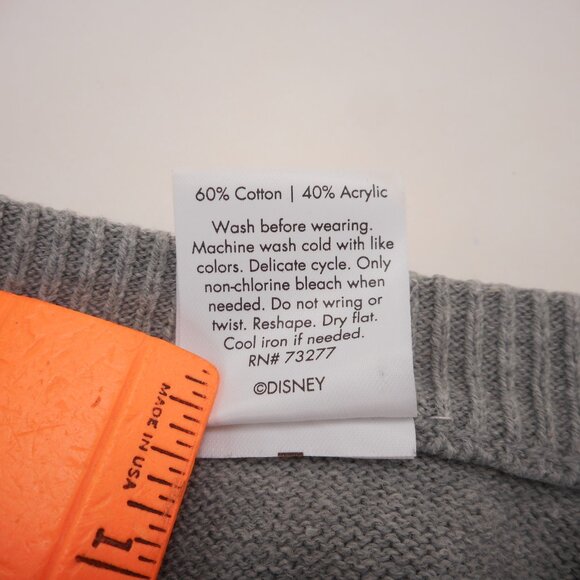 60% Cotton | 40% Acrylic
Wash before wearing.
Machine wash cold with like
colors. Delicate cycle. Only
non-chlorine bleach when
needed. Do not wring or
twist. Reshape. Dry flat.
Cool iron if needed.
RN# 73277
©DISNEY
MADE IN USA
1